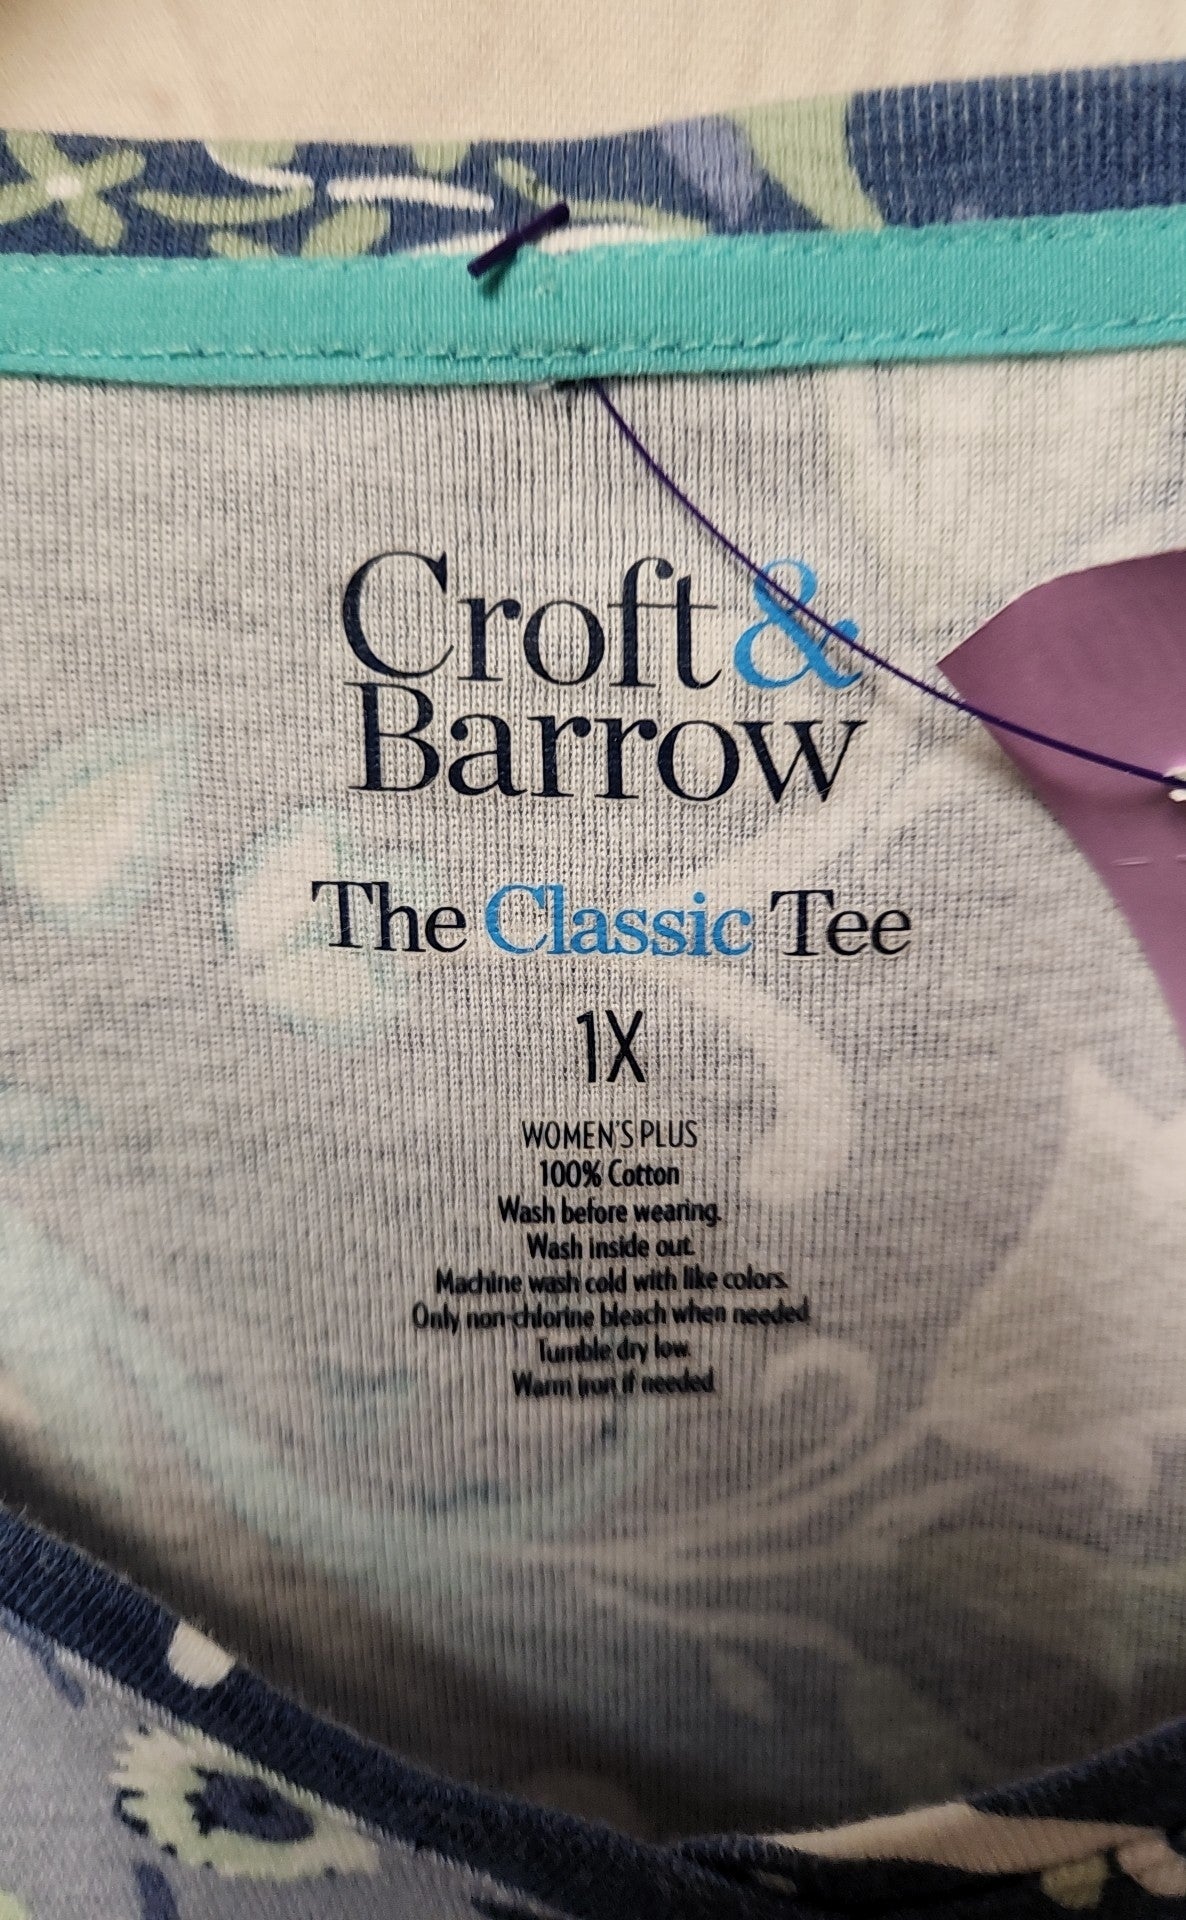 Croft &
Barrow
The Classic Tee
1X
WOMEN'S PLUS
100% Cotton
Wash before wearing.
Wash inside out.
Machine wash cold with like colors.
Only non-chlorine bleach when needed.
Tumble dry low.
Warm iron if needed.